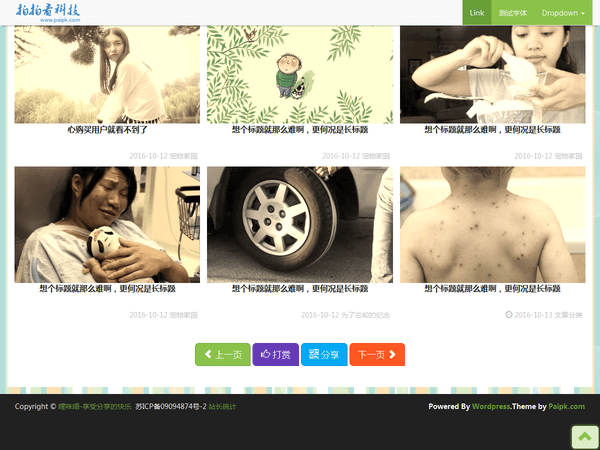 拍拍看科技
www.paipk.com
Link 测试字体 Dropdown
心购买用户就看不到了
想个标题就那么难啊，更何况是长标题
想个标题就那么难啊，更何况是长标题
2016-10-12 宠物家园
2016-10-12 宠物家园
2016-10-12 宠物家园
想个标题就那么难啊，更何况是长标题
想个标题就那么难啊，更何况是长标题
想个标题就那么难啊，更何况是长标题
2016-10-12 宠物家园
2016-10-12 为了忘却的纪念
2016-10-13 文章分类
上一页 打赏 分享 下一页
Copyright © 哩咪嘀-享受分享的快乐 苏ICP备09094874号-2 站长统计
Powered By Wordpress.Theme by Paipk.com